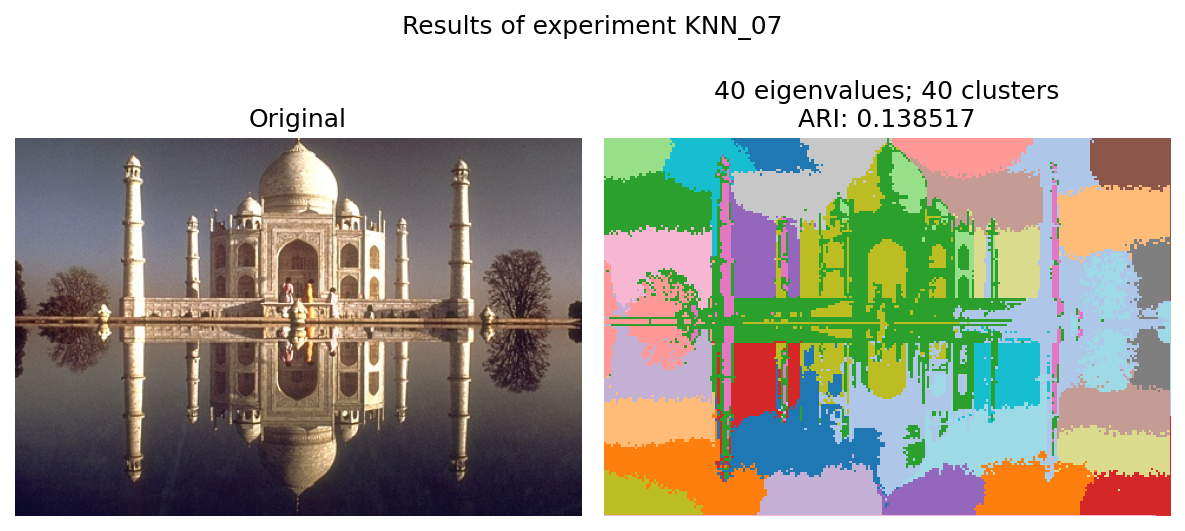 Results of experiment KNN_07
Original
40 eigenvalues; 40 clusters
ARI: 0.138517